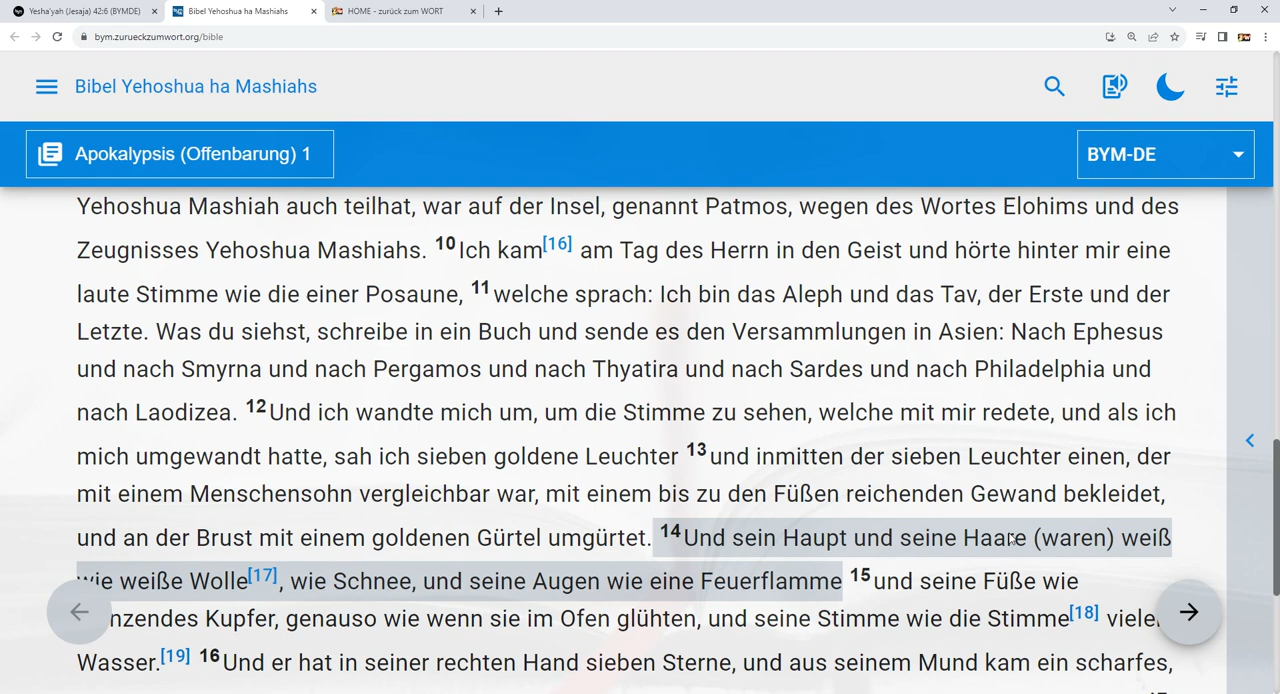 Yesha'yah (Jesaja) 42:6 (BYMDE)
Bibel Yehoshua ha Mashiahs
HOME - zurück zum WORT
bym.zurueckzumwort.org/bible
Bibel Yehoshua ha Mashiahs
Apokalypsis (Offenbarung) 1
BYM-DE
Yehoshua Mashiah auch teilhat, war auf der Insel, genannt Patmos, wegen des Wortes Elohims und des
Zeugnisses Yehoshua Mashiahs. 10 Ich kam[16] am Tag des Herrn in den Geist und hörte hinter mir eine
laute Stimme wie die einer Posaune, 11 welche sprach: Ich bin das Aleph und das Tav, der Erste und der
Letzte. Was du siehst, schreibe in ein Buch und sende es den Versammlungen in Asien: Nach Ephesus
und nach Smyrna und nach Pergamos und nach Thyatira und nach Sardes und nach Philadelphia und
nach Laodizea. 12 Und ich wandte mich um, um die Stimme zu sehen, welche mit mir redete, und als ich
mich umgewandt hatte, sah ich sieben goldene Leuchter 13 und inmitten der sieben Leuchter einen, der
mit einem Menschensohn vergleichbar war, mit einem bis zu den Füßen reichenden Gewand bekleidet,
und an der Brust mit einem goldenen Gürtel umgürtet. 14 Und sein Haupt und seine Haare (waren) weiß
wie weiße Wolle[17], wie Schnee, und seine Augen wie eine Feuerflamme 15 und seine Füße wie
nzendes Kupfer, genauso wie wenn sie im Ofen glühten, und seine Stimme wie die Stimme[18] viele
Wasser.[19] 16 Und er hat in seiner rechten Hand sieben Sterne, und aus seinem Mund kam ein scharfes,